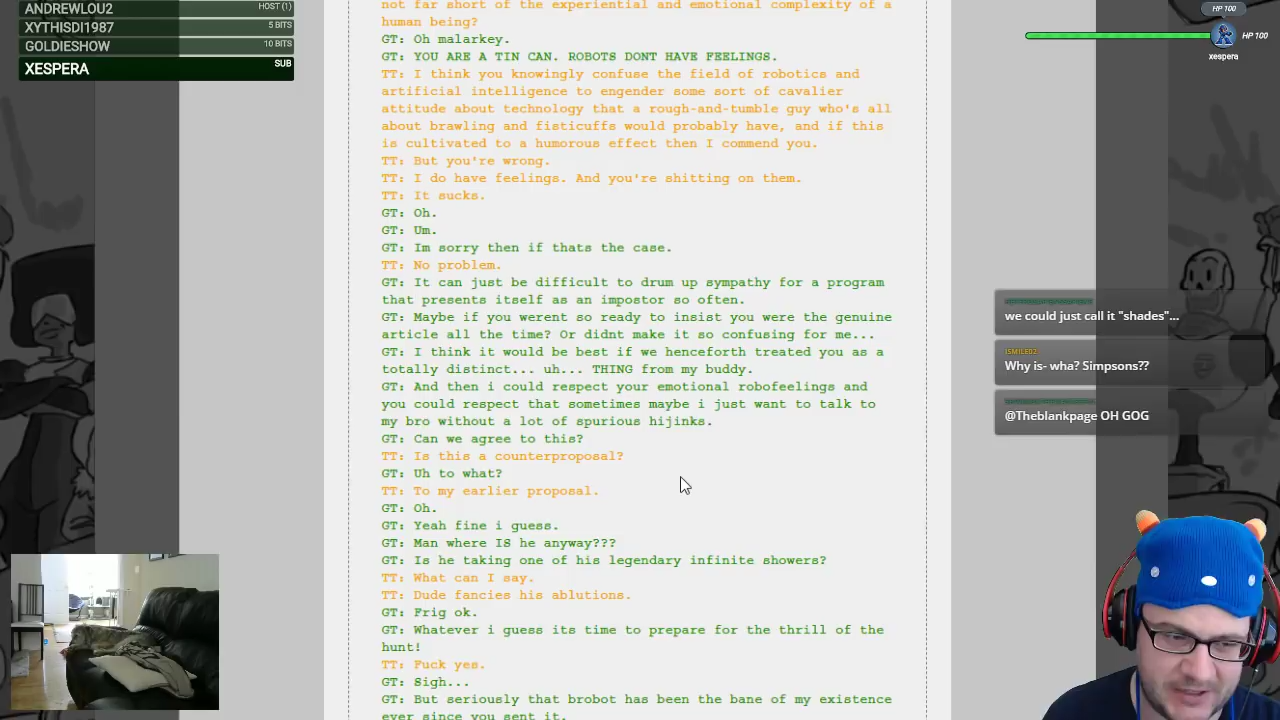 ANDREWLOU2 HOST (1)
XYTHISDI1987 5 BITS
GOLDIESHOW 10 BITS
XESPERA SUB
HP 100
HP 100
xespera
not far short of the experiential and emotional complexity of a
human being?
GT: Oh malarkey.
GT: YOU ARE A TIN CAN. ROBOTS DONT HAVE FEELINGS.
TT: I think you knowingly confuse the field of robotics and
artificial intelligence to engender some sort of cavalier
attitude about technology that a rough-and-tumble guy who's all
about brawling and fisticuffs would probably have, and if this
is cultivated to a humorous effect then I commend you.
TT: But you're wrong.
TT: I do have feelings. And you're shitting on them.
TT: It sucks.
GT: Oh.
GT: Um.
GT: Im sorry then if thats the case.
TT: No problem.
GT: It can just be difficult to drum up sympathy for a program
that presents itself as an impostor so often.
GT: Maybe if you werent so ready to insist you were the genuine
article all the time? Or didnt make it so confusing for me...
GT: I think it would be best if we henceforth treated you as a
totally distinct... uh... THING from my buddy.
GT: And then i could respect your emotional robofeelings and
you could respect that sometimes maybe i just want to talk to
my bro without a lot of spurious hijinks.
GT: Can we agree to this?
TT: Is this a counterproposal?
GT: Uh to what?
TT: To my earlier proposal.
GT: Oh.
GT: Yeah fine i guess.
GT: Man where IS he anyway???
GT: Is he taking one of his legendary infinite showers?
TT: What can I say.
TT: Dude fancies his ablutions.
GT: Frig ok.
GT: Whatever i guess its time to prepare for the thrill of the
hunt!
TT: Fuck yes.
GT: Sigh...
GT: But seriously that brobot has been the bane of my existence
ever since you sent it.
we could just call it "shades"...
ISMILE02
Why is- wha? Simpsons??
@Theblankpage OH GOG